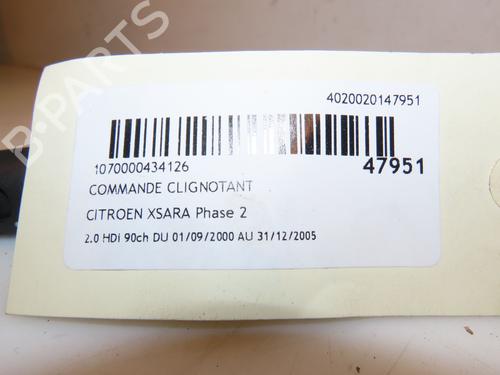 4020020147951
1070000434126
47951
COMMANDE CLIGNOTANT
CITROEN XSARA Phase 2
2.0 HDi 90ch DU 01/09/2000 AU 31/12/2005
B-PARTS